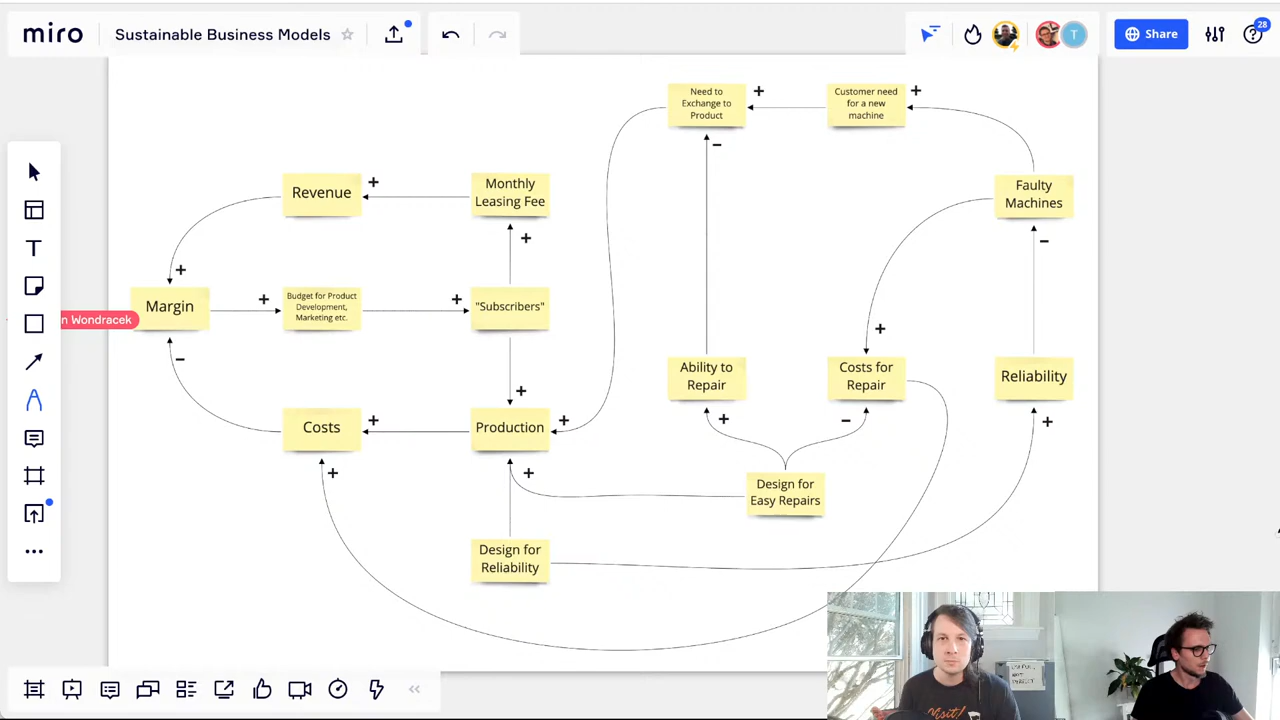 miro
Sustainable Business Models
Share
28
T
Need to
Exchange to
Product
+
Customer need
for a new
machine
+
Revenue
+
Monthly
Leasing Fee
+
Faulty
Machines
-
-
+
Margin
+
Budget for Product
Development,
Marketing etc.
+
"Subscribers"
n Wondracek
-
+
+
Ability to
Repair
Costs for
Repair
Reliability
+
Costs
+
Production
+
+
-
+
+
Design for
Easy Repairs
Design for
Reliability